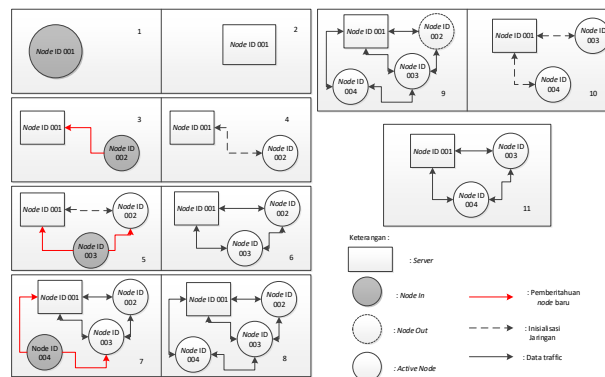 1
Node ID 001
2
Node ID 001
3
Node ID 001
Node ID
002
4
Node ID 001
Node ID
002
Node ID 001
Node ID
002
Node ID
003
5
Node ID 001
Node ID
002
Node ID
003
6
Node ID 001
Node ID
002
Node ID
003
Node ID
004
7
Node ID 001
Node ID
002
Node ID
003
Node ID
004
8
Node ID 001
Node ID
002
Node ID
003
Node ID
004
9
Node ID 001
Node ID
003
Node ID
004
10
Node ID 001
Node ID
003
Node ID
004
11
Keterangan :
: Server
: Node In
: Node Out
: Active Node
: Pemberitahuan
node baru
: Inisialisasi
Jaringan
: Data traffic